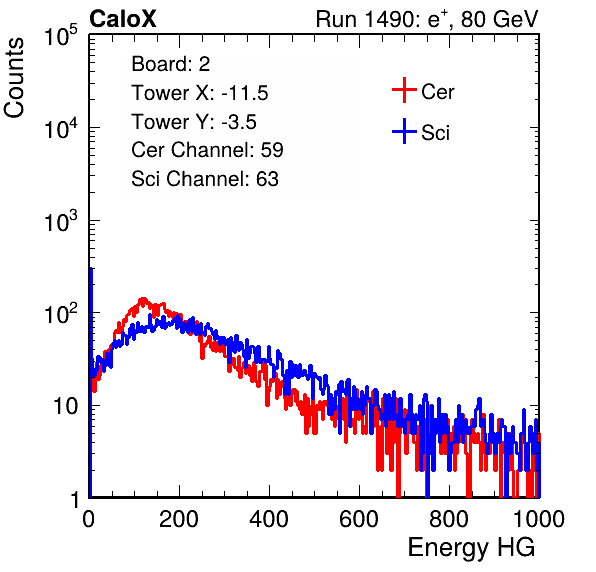 CaloX Run 1490: e⁺, 80 GeV
Counts
Board: 2
Tower X: -11.5
Tower Y: -3.5
Cer Channel: 59
Sci Channel: 63
Cer
Sci
10⁵
10⁴
10³
10²
10
1
0 200 400 600 800 1000
Energy HG